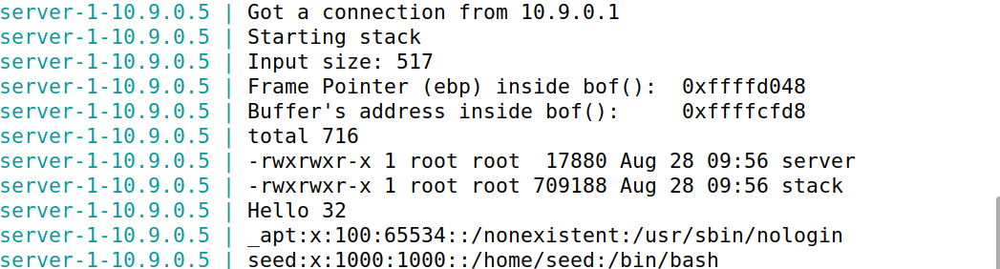 server-1-10.9.0.5 | Got a connection from 10.9.0.1
server-1-10.9.0.5 | Starting stack
server-1-10.9.0.5 | Input size: 517
server-1-10.9.0.5 | Frame Pointer (ebp) inside bof():  0xffffd048
server-1-10.9.0.5 | Buffer's address inside bof():     0xffffcfd8
server-1-10.9.0.5 | total 716
server-1-10.9.0.5 | -rwxrwxr-x 1 root root  17880 Aug 28 09:56 server
server-1-10.9.0.5 | -rwxrwxr-x 1 root root 709188 Aug 28 09:56 stack
server-1-10.9.0.5 | Hello 32
server-1-10.9.0.5 | _apt:x:100:65534::/nonexistent:/usr/sbin/nologin
server-1-10.9.0.5 | seed:x:1000:1000::/home/seed:/bin/bash